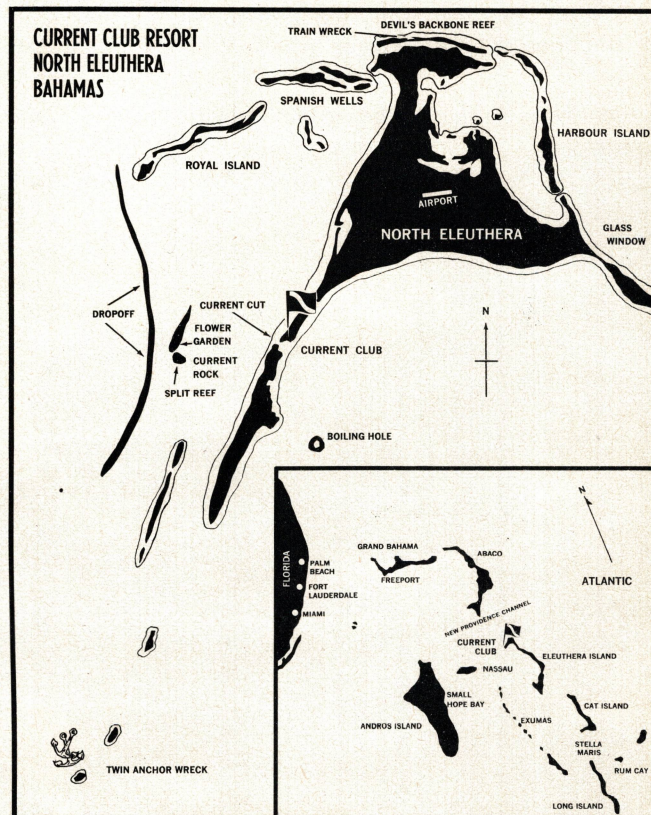 CURRENT CLUB RESORT
NORTH ELEUTHERA
BAHAMAS
DEVIL'S BACKBONE REEF
TRAIN WRECK
SPANISH WELLS
ROYAL ISLAND
HARBOUR ISLAND
AIRPORT
NORTH ELEUTHERA
GLASS
WINDOW
CURRENT CUT
DROPOFF
FLOWER
GARDEN
CURRENT
ROCK
SPLIT REEF
CURRENT CLUB
N
BOILING HOLE
TWIN ANCHOR WRECK
N
FLORIDA
PALM
BEACH
FORT
LAUDERDALE
MIAMI
GRAND BAHAMA
FREEPORT
ABACO
ATLANTIC
NEW PROVIDENCE CHANNEL
CURRENT
CLUB
ELEUTHERA ISLAND
NASSAU
SMALL
HOPE BAY
ANDROS ISLAND
EXUMAS
CAT ISLAND
STELLA
MARIS
RUM CAY
LONG ISLAND